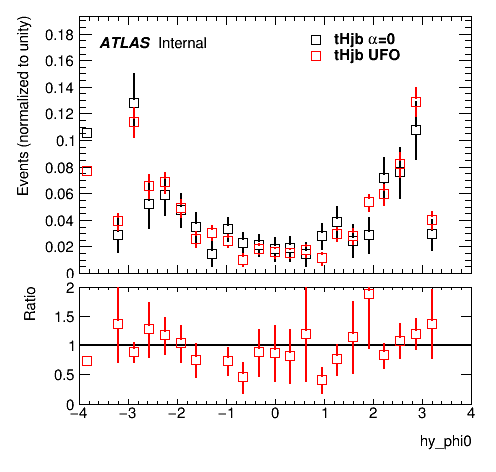 Events (normalized to unity)
0.18
0.16
0.14
0.12
0.1
0.08
0.06
0.04
0.02
0
ATLAS Internal
tHjb α=0
tHjb UFO
Ratio
2
1.5
1
0.5
0
−4 −3 −2 −1 0 1 2 3 4
hy_phi0